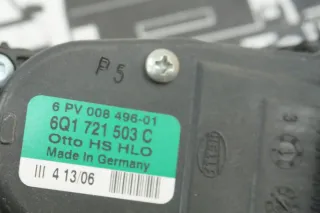 P5
6 PV 008 496-01
6Q1 721 503 C
Otto HS HLO
Made in Germany
III 4 13/06
HELLA